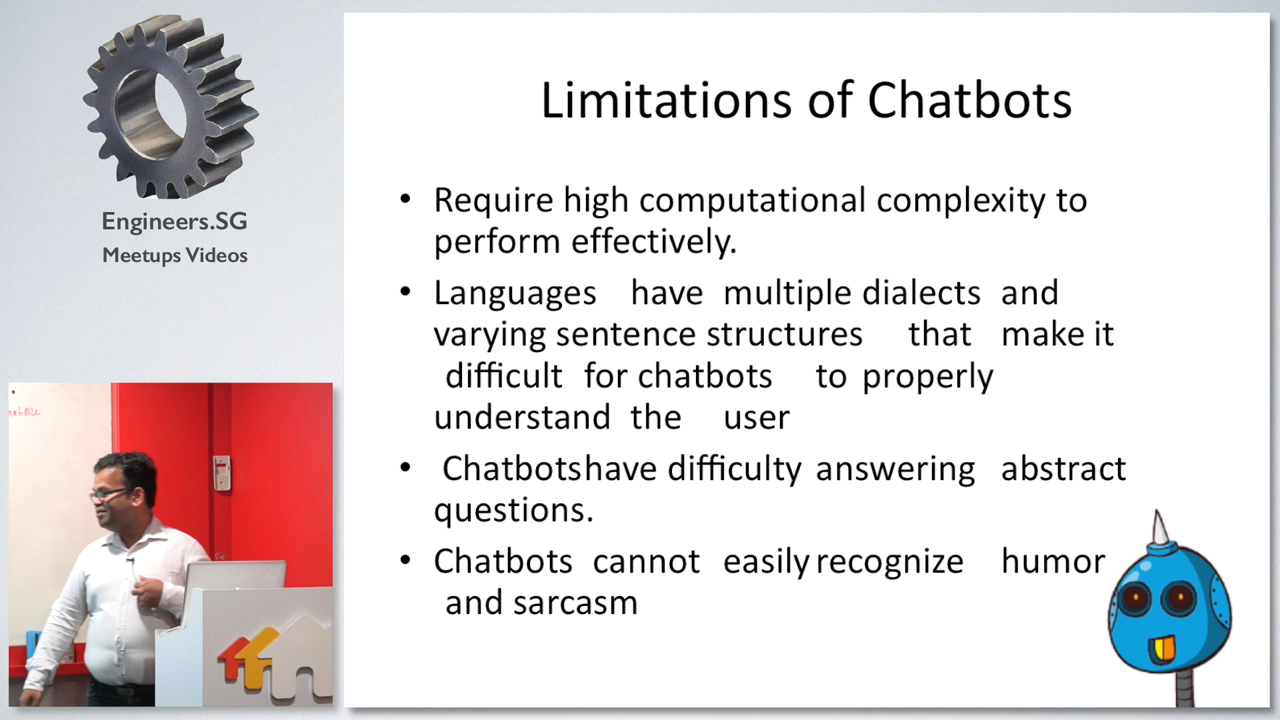 Engineers.SG
Meetups Videos
Limitations of Chatbots
• Require high computational complexity to
perform effectively.
• Languages have multiple dialects and
varying sentence structures that make it
difficult for chatbots to properly
understand the user
• Chatbotshave difficulty answering abstract
questions.
• Chatbots cannot easily recognize humor
and sarcasm